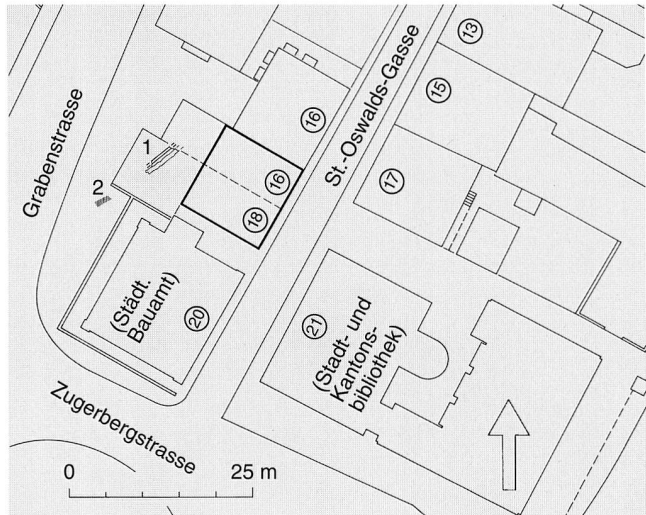 13
15
16
St.-Oswalds-Gasse
Grabenstrasse
1
16
17
2
18
(Städt.
Bauamt)
20
21
(Stadt- und
Kantons-
bibliothek)
Zugerbergstrasse
0 25 m